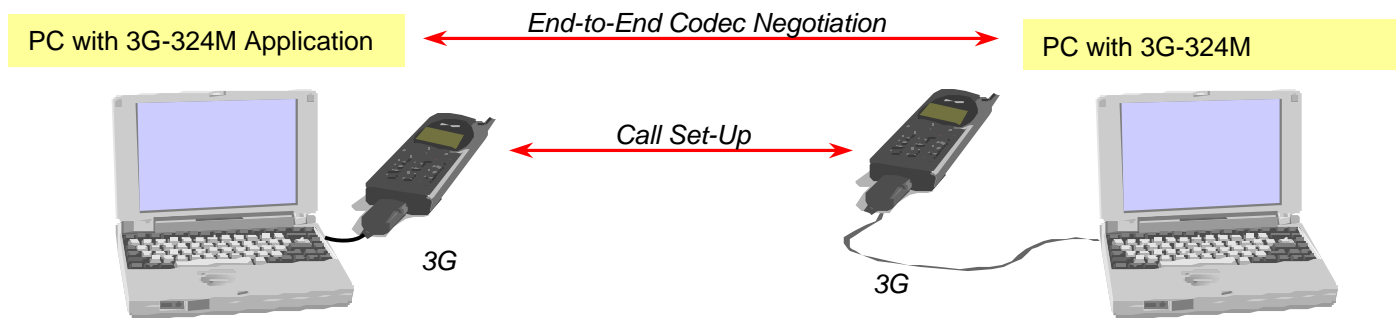 End-to-End Codec Negotiation
PC with 3G-324M Application
PC with 3G-324M
Call Set-Up
3G
3G